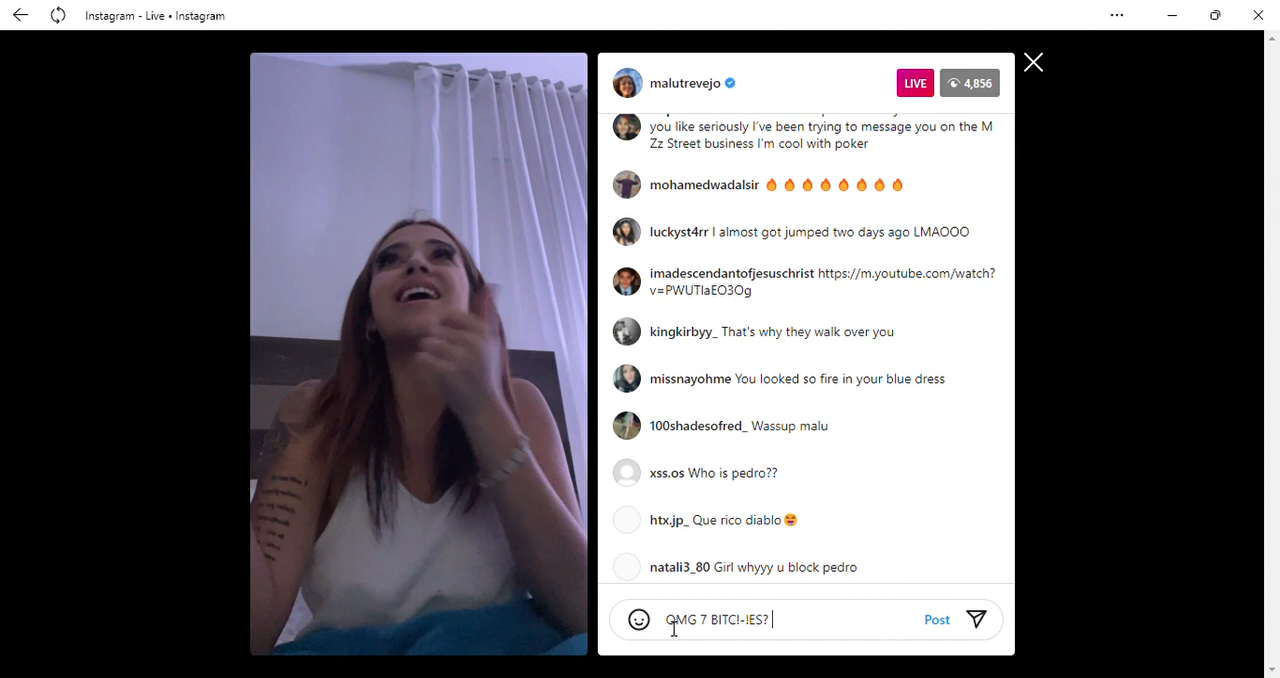 Instagram - Live • Instagram
malutrevejo
LIVE
4,856
you like seriously I've been trying to message you on the M
Zz Street business I'm cool with poker
mohamedwadalsir 🔥 🔥 🔥 🔥 🔥 🔥 🔥 🔥
luckyst4rr I almost got jumped two days ago LMAOOO
imadescendantofjesuschrist https://m.youtube.com/watch?
v=PWUTlaEO3Og
kingkirbyy_ That's why they walk over you
missnayohme You looked so fire in your blue dress
100shadesofred_ Wassup malu
xss.os Who is pedro??
htx.jp_ Que rico diablo😆
natali3_80 Girl whyyy u block pedro
OMG 7 BITC!-!ES?
Post